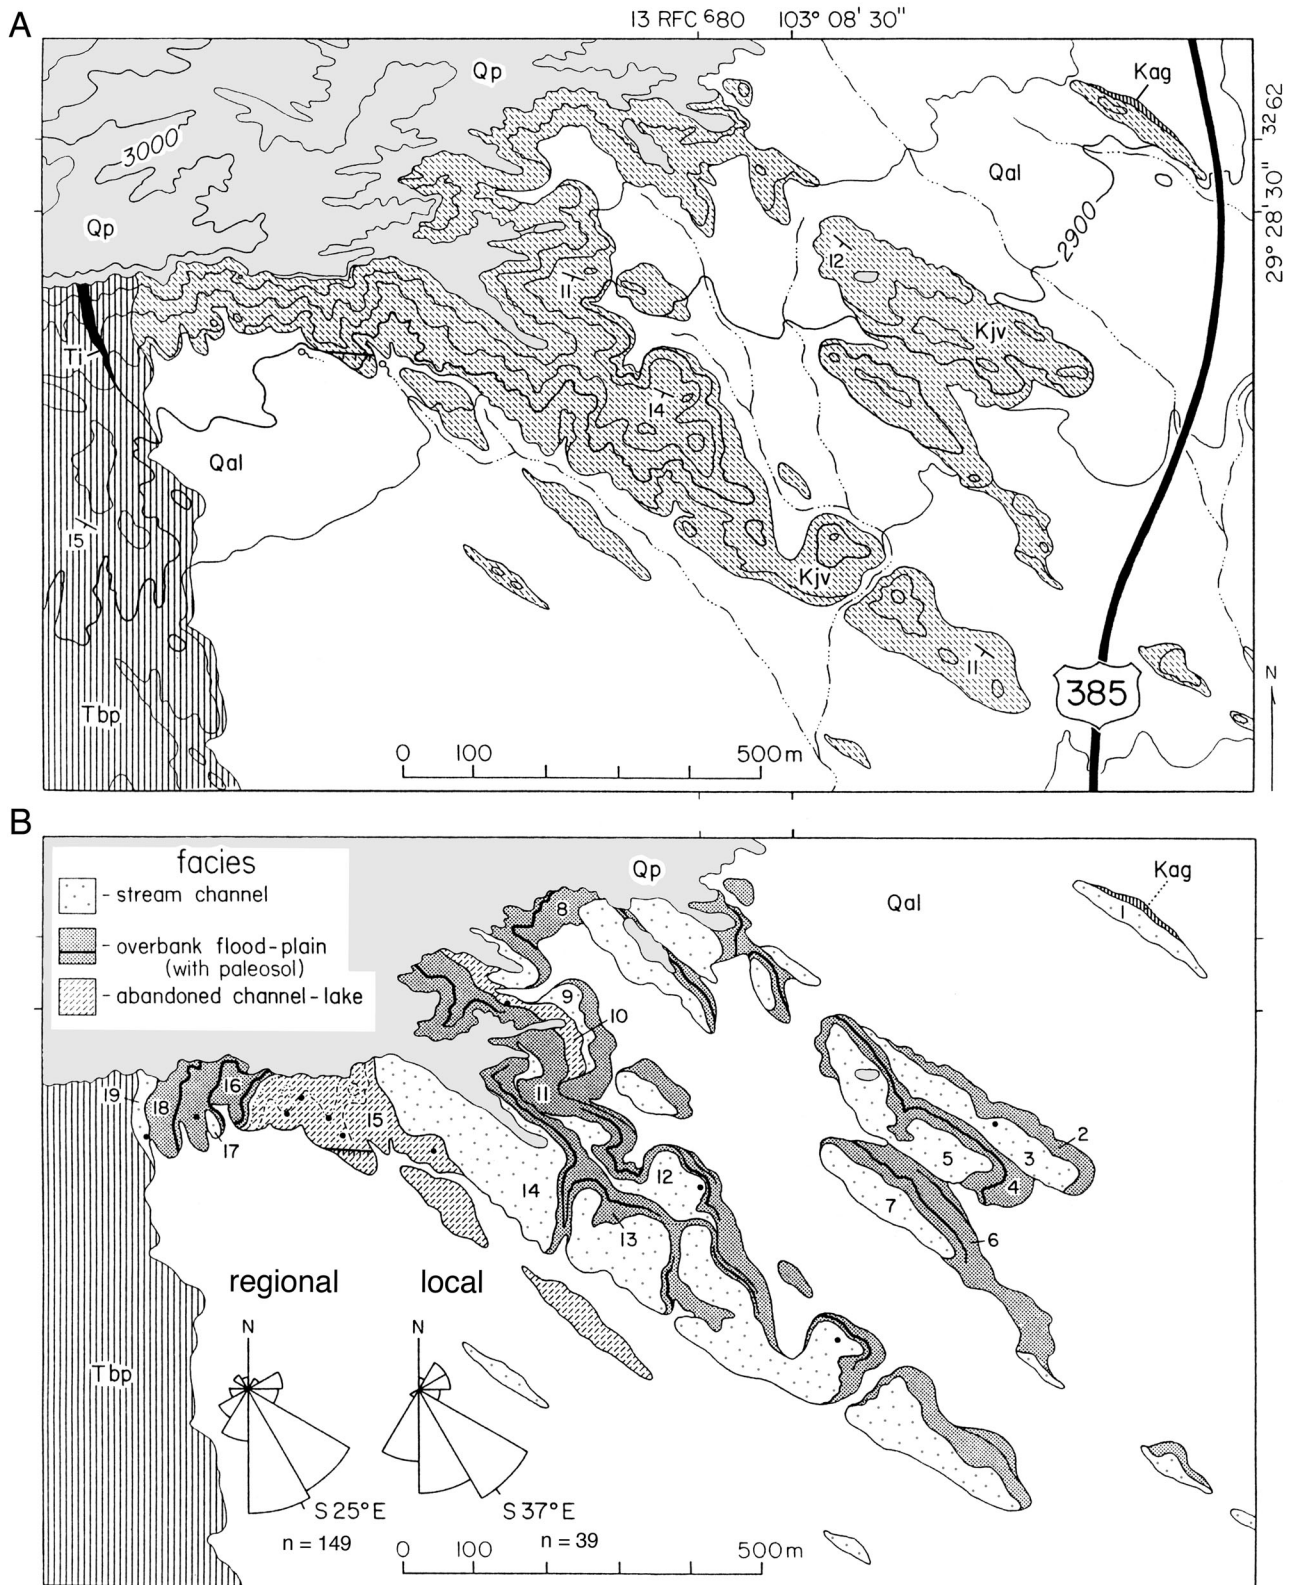 A
13 RFC 680 103° 08' 30"
Qp
Kag
3262
3000
Qal
29° 28' 30"
2900
Qp
12
11
Kjv
Ti
14
Qal
15
Kjv
11
Tbp
385
N
0 100 500m
B
facies
- stream channel
- overbank flood-plain
(with paleosol)
- abandoned channel-lake
Qp
Kag
Qal
1
8
9
10
19
18
16
15
11
2
17
12
5
3
4
14
7
13
6
regional
local
N
N
Tbp
S 25° E
S 37° E
n = 149
n = 39
0 100 500m